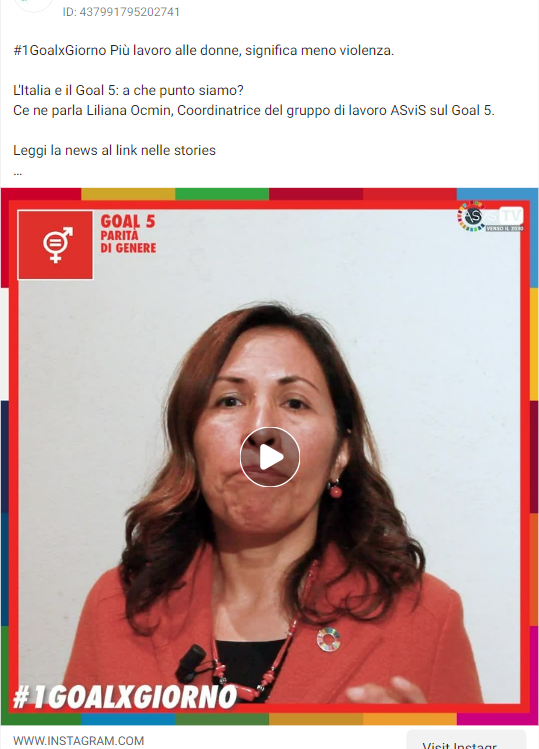 ID: 437991795202741
#1GoalxGiorno Più lavoro alle donne, significa meno violenza.
L'Italia e il Goal 5: a che punto siamo?
Ce ne parla Liliana Ocmin, Coordinatrice del gruppo di lavoro ASviS sul Goal 5.
Leggi la news al link nelle stories
...
GOAL 5
PARITÀ
DI GENERE
ASviS TV
VERSO IL 2030
#1GOALXGIORNO
WWW.INSTAGRAM.COM
Visit Instagr